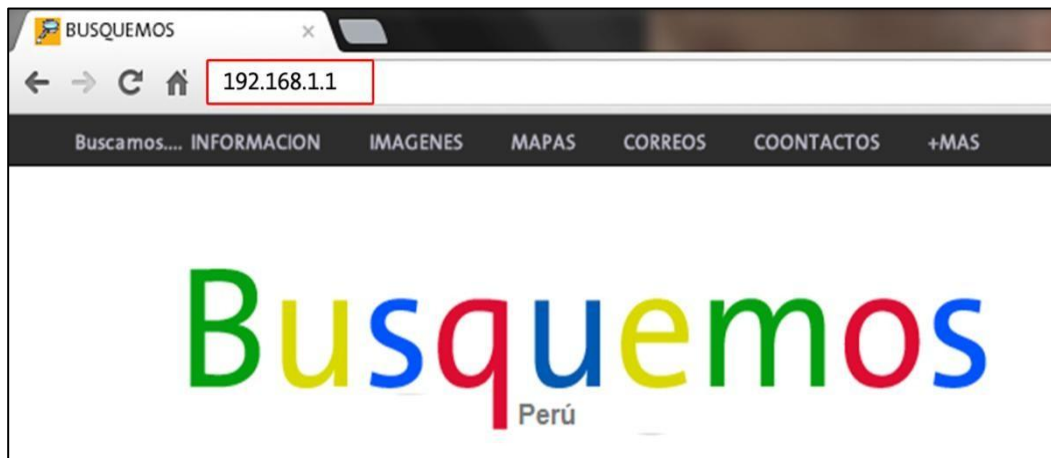 BUSQUEMOS
192.168.1.1
Buscamos.... INFORMACION IMAGENES MAPAS CORREOS COONTACTOS +MAS
Busquemos
Perú